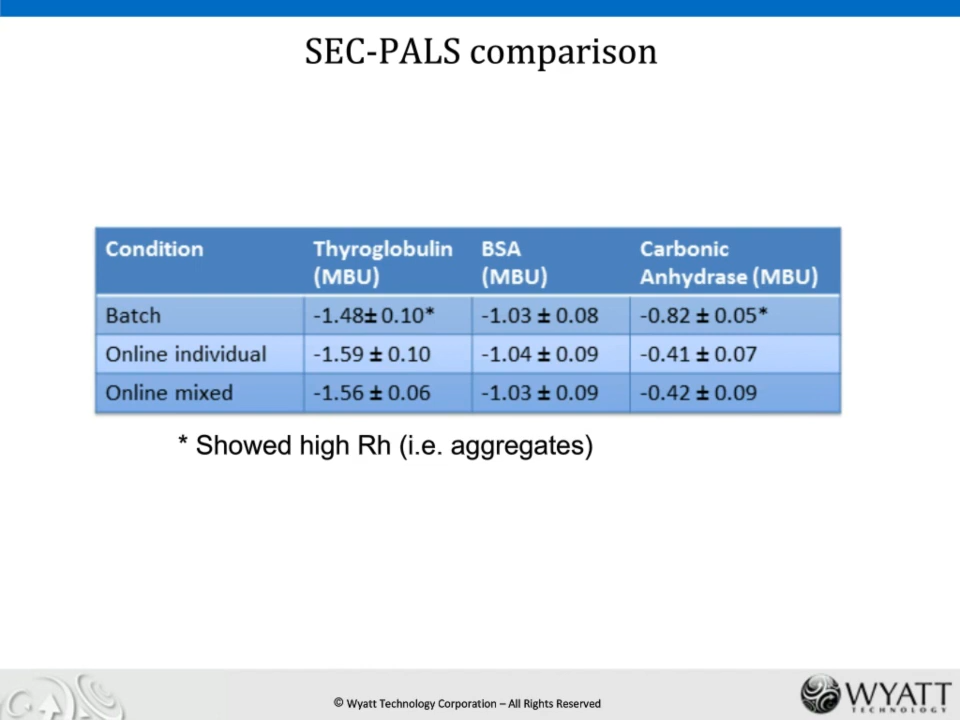 SEC-PALS comparison
Condition Thyroglobulin (MBU) BSA (MBU) Carbonic Anhydrase (MBU)
Batch -1.48± 0.10* -1.03 ± 0.08 -0.82 ± 0.05*
Online individual -1.59 ± 0.10 -1.04 ± 0.09 -0.41 ± 0.07
Online mixed -1.56 ± 0.06 -1.03 ± 0.09 -0.42 ± 0.09
* Showed high Rh (i.e. aggregates)
© Wyatt Technology Corporation – All Rights Reserved
WYATT
TECHNOLOGY